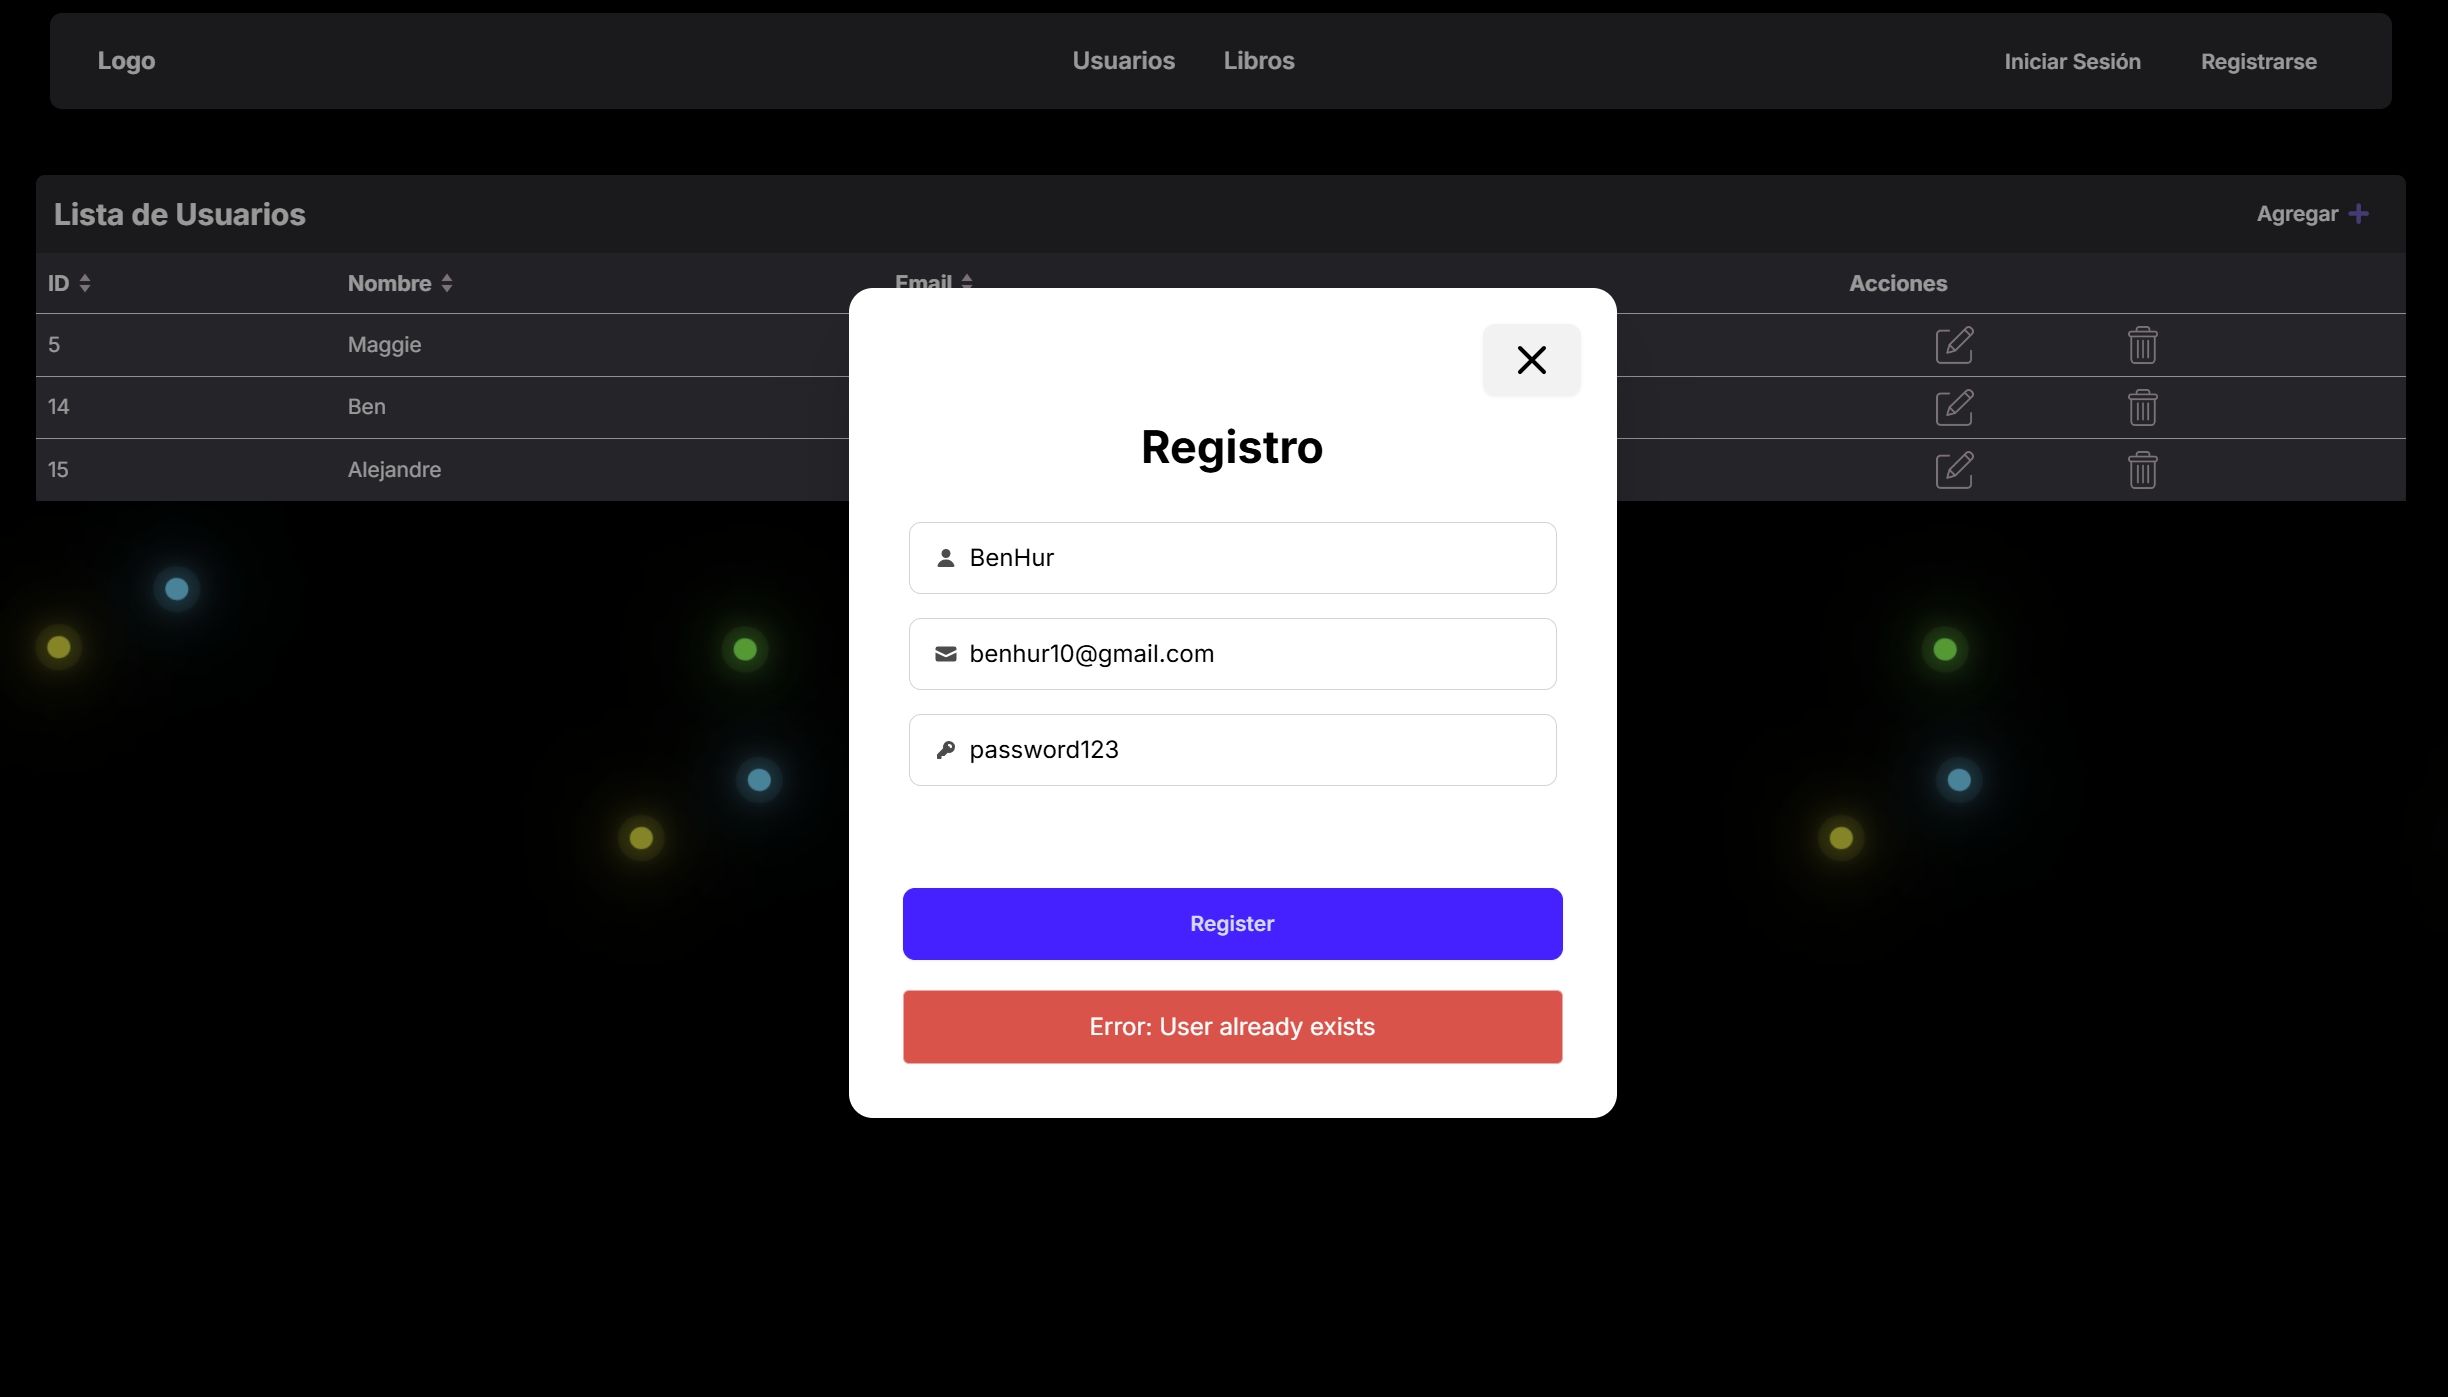 Logo
Usuarios Libros
Iniciar Sesión Registrarse
Lista de Usuarios
Agregar
ID Nombre Email Acciones
5 Maggie
14 Ben
15 Alejandre
Registro
BenHur
benhur10@gmail.com
password123
Register
Error: User already exists